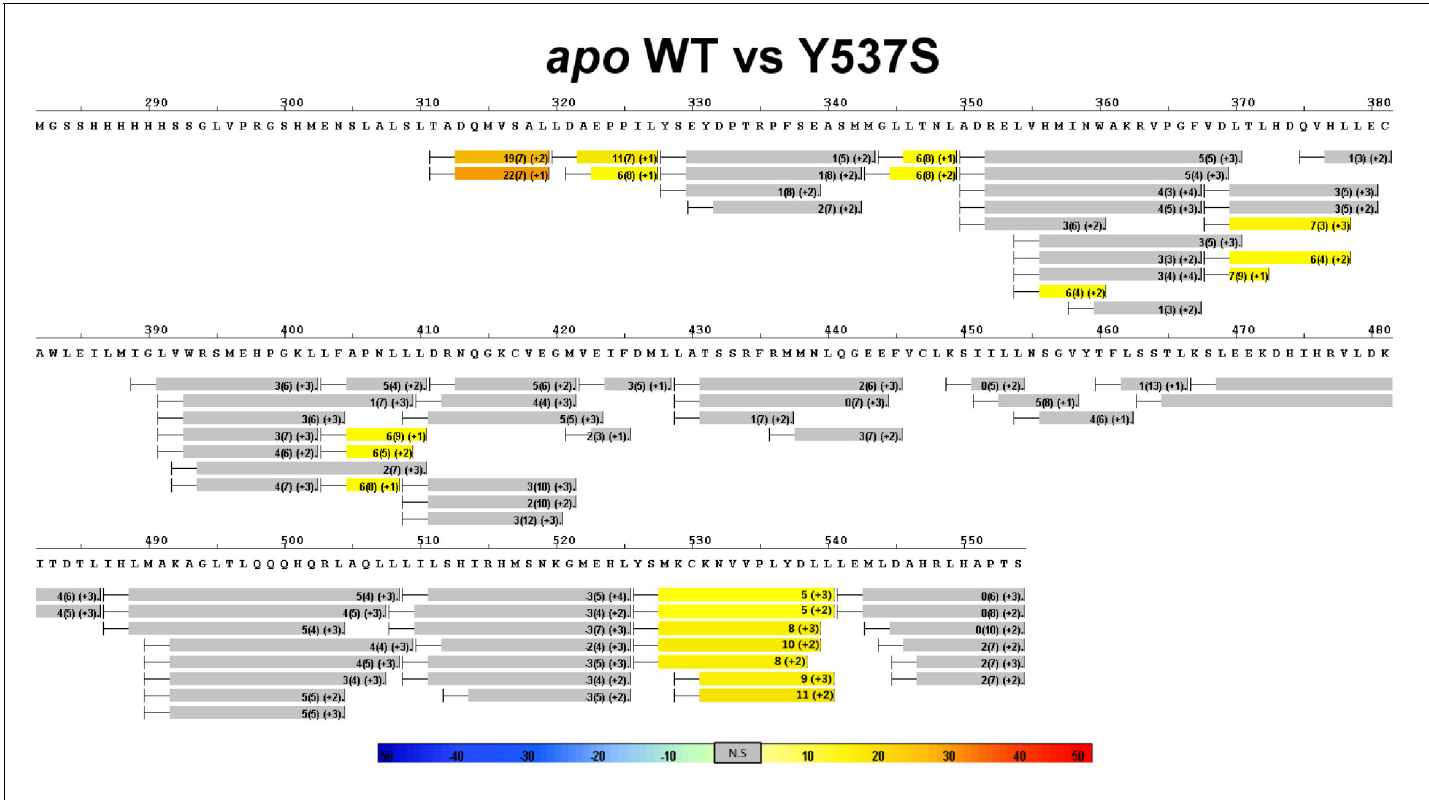 apo WT vs Y537S
290 300 310 320 330 340 350 360 370 380
M G S S H H H H H H S S G L V P R G S H M E N S L A L S L T A D Q M V S A L L D A E P P I L Y S E Y D P T R P F S E A S M M G L L T N L A D R E L V H M I N W A K R V P G F V D L T L H D Q V H L L E C
19(7) (+2) 11(7) (+1) 1(5) (+2). 6(8) (+1) 5(5) (+3). 1(3) (+2).
22(7) (+1) 6(8) (+1) 1(8) (+2). 6(8) (+2) 5(4) (+3).
1(8) (+2). 4(3) (+4). 3(5) (+3).
2(7) (+2). 4(5) (+3). 3(5) (+2).
3(6) (+2). 7(3) (+3)
3(5) (+3).
3(3) (+2). 6(4) (+2)
3(4) (+4). 7(9) (+1)
6(4) (+2)
1(3) (+2).
390 400 410 420 430 440 450 460 470 480
A W L E I L M I G L V W R S M E H P G K L L F A P N L L L D R N Q G K C V E G M V E I F D M L L A T S S R F R M M N L Q G E E F V C L K S I I L L N S G V Y T F L S S T L K S L E E K D H I H R V L D K
3(6) (+3). 5(4) (+2). 5(6) (+2). 3(5) (+1). 2(6) (+3). 0(5) (+2). 1(13) (+1).
1(7) (+3). 4(4) (+3). 0(7) (+3). 5(8) (+1).
3(6) (+3). 5(5) (+3). 1(7) (+2). 4(6) (+1).
3(7) (+3). 6(9) (+1) 2(3) (+1). 3(7) (+2).
4(6) (+2). 6(5) (+2)
2(7) (+3).
4(7) (+3). 6(8) (+1) 3(10) (+3).
2(10) (+2).
3(12) (+3).
490 500 510 520 530 540 550
I T D T L I H L M A K A G L T L Q Q Q H Q R L A Q L L L I L S H I R H M S N K G M E H L Y S M K C K N V V P L Y D L L L E M L D A H R L H A P T S
4(6) (+3). 5(4) (+3). -3(5) (+4). 5 (+3) 0(6) (+3).
4(5) (+3). 4(5) (+3). -3(4) (+2). 5 (+2) 0(8) (+2).
5(4) (+3). -3(7) (+3). 8 (+3) 0(10) (+2).
4(4) (+3). -2(4) (+3). 10 (+2) 2(7) (+2).
4(5) (+3). -3(5) (+3). 8 (+2) 2(7) (+3).
3(4) (+3). -3(4) (+2). 9 (+3) 2(7) (+2).
5(5) (+2). -3(5) (+2). 11 (+2)
5(5) (+3).
-50 -40 -30 -20 -10 N.S 10 20 30 40 50